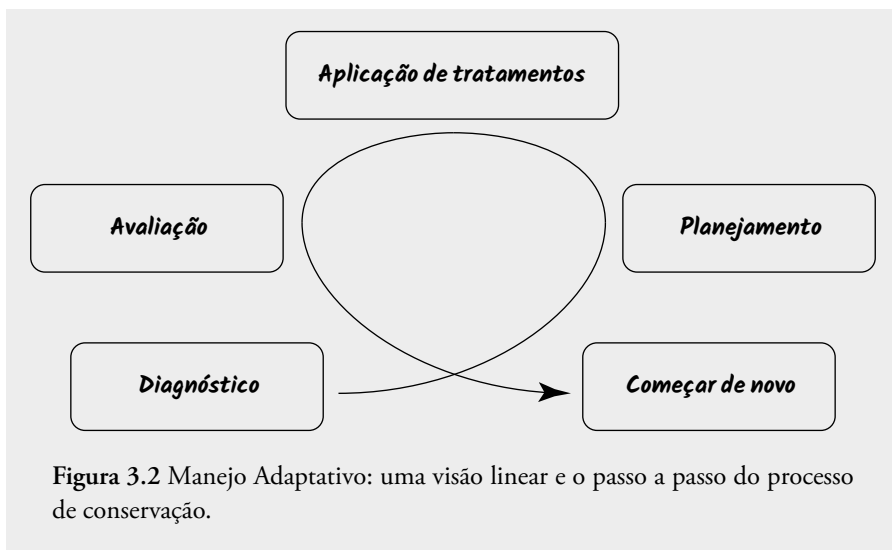 Aplicação de tratamentos
Avaliação
Planejamento
Diagnóstico
Começar de novo
Figura 3.2 Manejo Adaptativo: uma visão linear e o passo a passo do processo
de conservação.